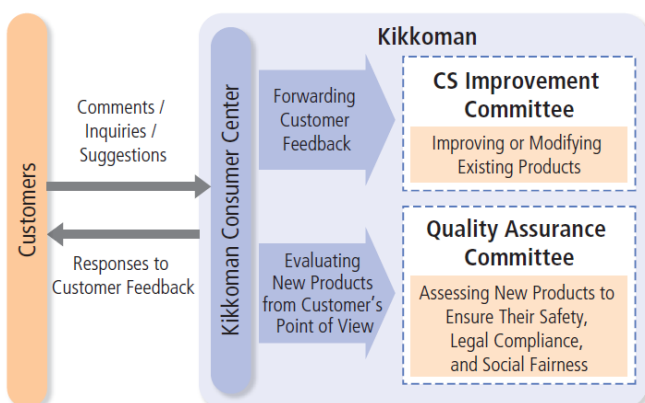 Kikkoman
Customers
Comments /
Inquiries /
Suggestions
Responses to
Customer Feedback
Kikkoman Consumer Center
Forwarding
Customer
Feedback
CS Improvement
Committee
Improving or Modifying
Existing Products
Evaluating
New Products
from Customer's
Point of View
Quality Assurance
Committee
Assessing New Products to
Ensure Their Safety,
Legal Compliance,
and Social Fairness